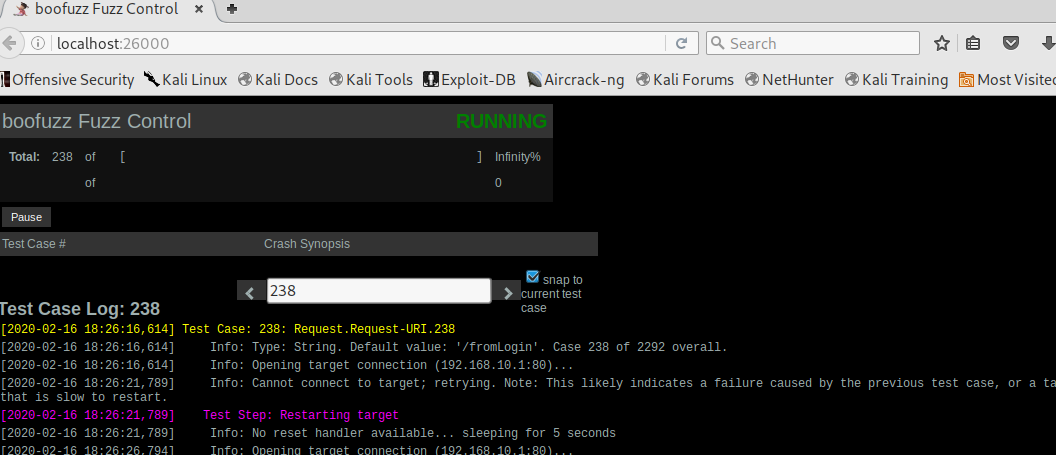 boofuzz Fuzz Control
localhost:26000
Search
Offensive Security Kali Linux Kali Docs Kali Tools Exploit-DB Aircrack-ng Kali Forums NetHunter Kali Training Most Visited
boofuzz Fuzz Control RUNNING
Total: 238 of [ ] Infinity%
of 0
Pause
Test Case # Crash Synopsis
238
snap to
current test
case
Test Case Log: 238
[2020-02-16 18:26:16,614] Test Case: 238: Request.Request-URI.238
[2020-02-16 18:26:16,614] Info: Type: String. Default value: '/fromLogin'. Case 238 of 2292 overall.
[2020-02-16 18:26:16,614] Info: Opening target connection (192.168.10.1:80)...
[2020-02-16 18:26:21,789] Info: Cannot connect to target; retrying. Note: This likely indicates a failure caused by the previous test case, or a ta
that is slow to restart.
[2020-02-16 18:26:21,789] Test Step: Restarting target
[2020-02-16 18:26:21,789] Info: No reset handler available... sleeping for 5 seconds
[2020-02-16 18:26:26,794] Info: Opening target connection (192.168.10.1:80)...